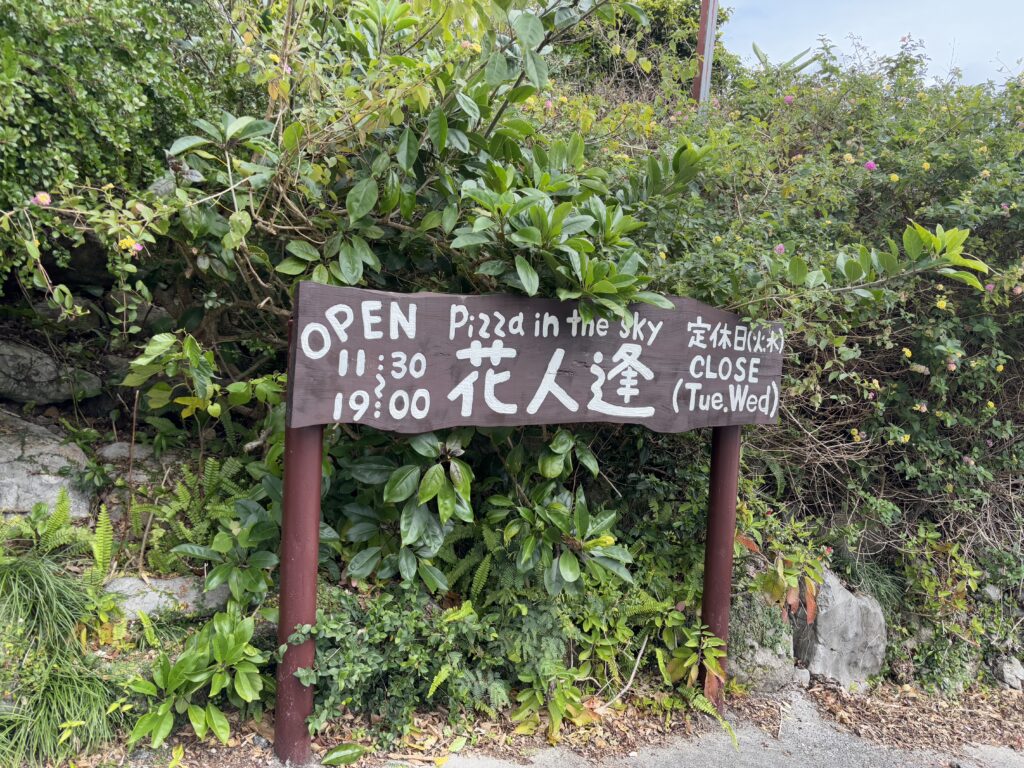 OPEN
11:30
〜
19:00
Pizza in the sky
花人逢
定休日(火.水)
CLOSE
(Tue.Wed)